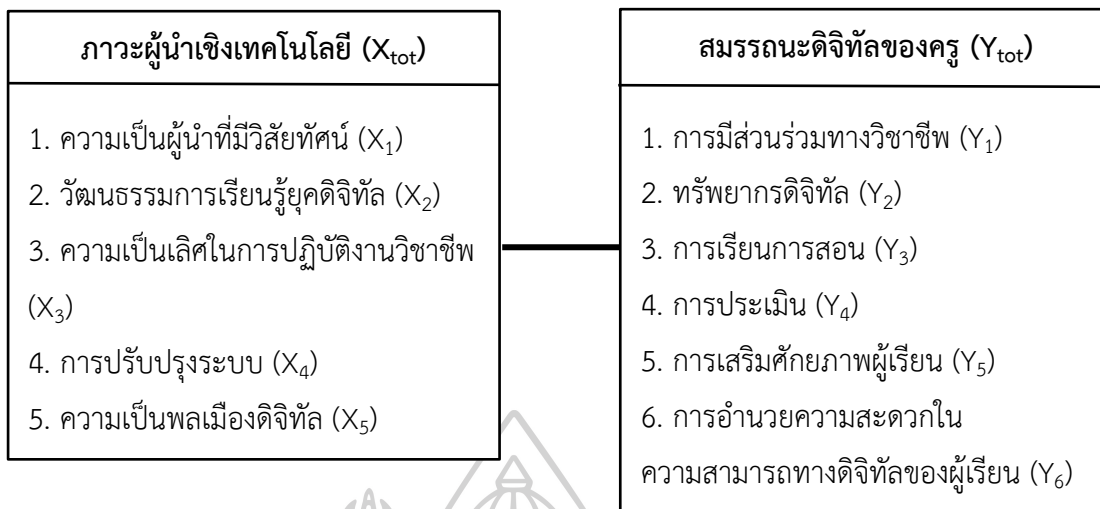 ภาวะผู้นำเชิงเทคโนโลยี (Xtot)
1. ความเป็นผู้นำที่มีวิสัยทัศน์ (X1)
2. วัฒนธรรมการเรียนรู้ยุคดิจิทัล (X2)
3. ความเป็นเลิศในการปฏิบัติงานวิชาชีพ
(X3)
4. การปรับปรุงระบบ (X4)
5. ความเป็นพลเมืองดิจิทัล (X5)
สมรรถนะดิจิทัลของครู (Ytot)
1. การมีส่วนร่วมทางวิชาชีพ (Y1)
2. ทรัพยากรดิจิทัล (Y2)
3. การเรียนการสอน (Y3)
4. การประเมิน (Y4)
5. การเสริมศักยภาพผู้เรียน (Y5)
6. การอำนวยความสะดวกใน
ความสามารถทางดิจิทัลของผู้เรียน (Y6)